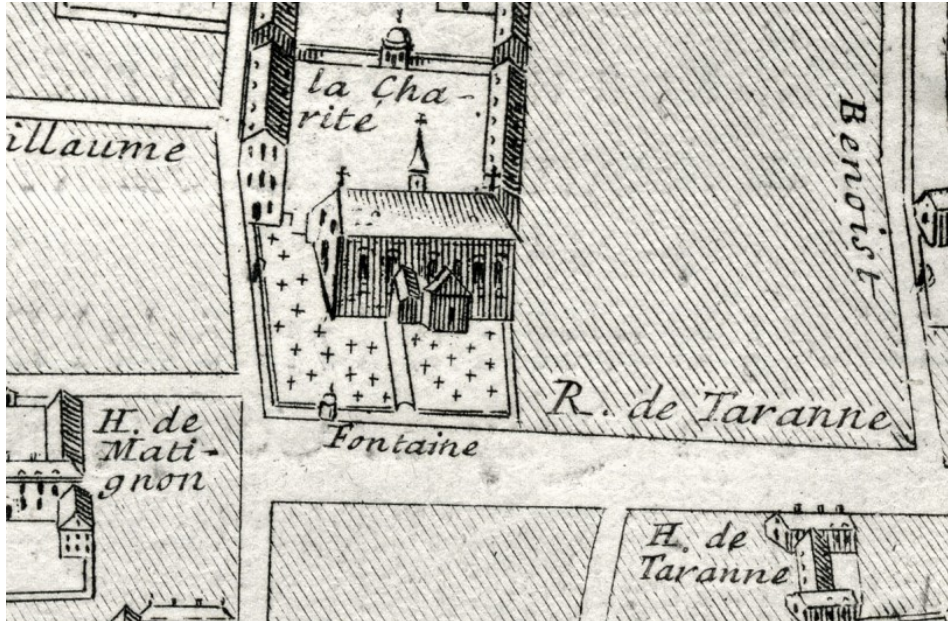 la Cha-
rité
illaume
Benoist
R. de Taranne
Fontaine
H. de
Mati-
gnon
H. de
Taranne